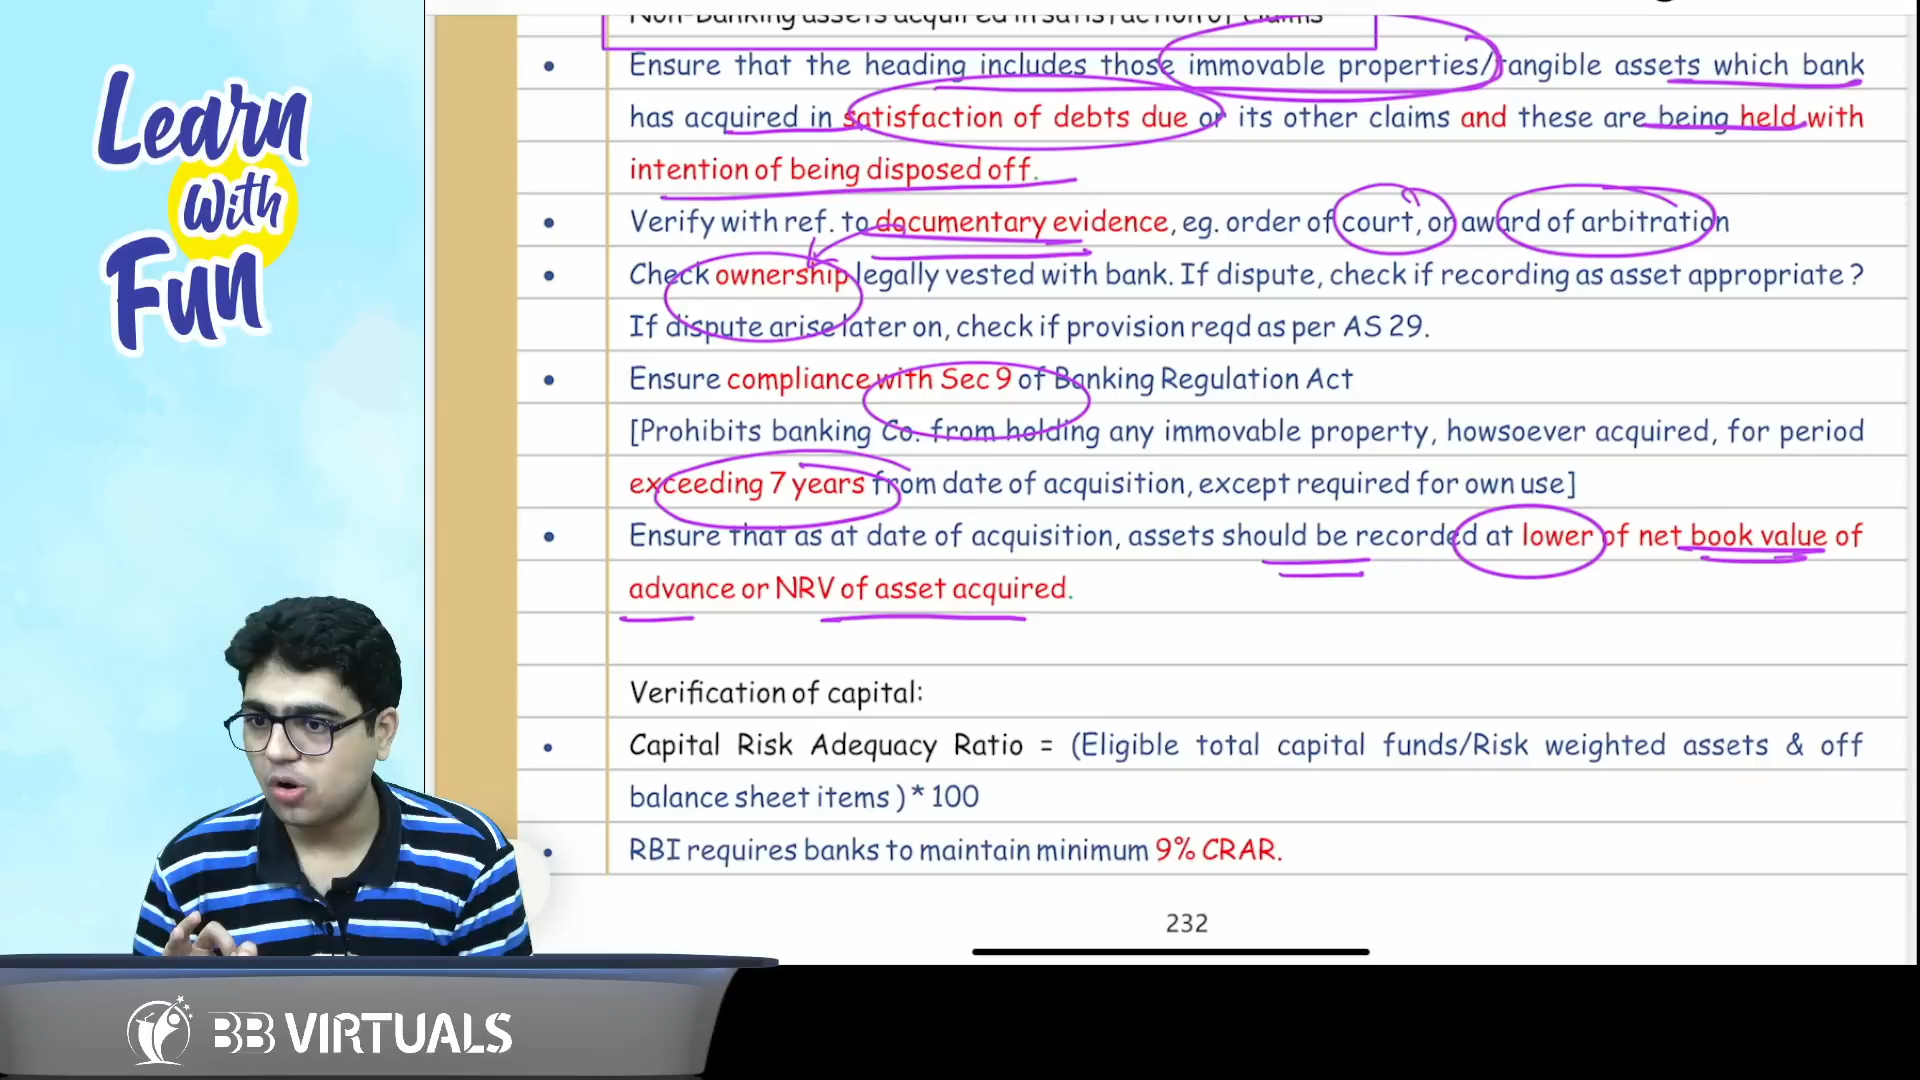 Learn
with
Fun
Non-Banking assets acquired in satisfaction of claims
• Ensure that the heading includes those immovable properties/tangible assets which bank
has acquired in satisfaction of debts due or its other claims and these are being held with
intention of being disposed off.
• Verify with ref. to documentary evidence, eg. order of court, or award of arbitration
• Check ownership legally vested with bank. If dispute, check if recording as asset appropriate ?
If dispute arise later on, check if provision reqd as per AS 29.
• Ensure compliance with Sec 9 of Banking Regulation Act
[Prohibits banking Co. from holding any immovable property, howsoever acquired, for period
exceeding 7 years from date of acquisition, except required for own use]
• Ensure that as at date of acquisition, assets should be recorded at lower of net book value of
advance or NRV of asset acquired.
Verification of capital:
• Capital Risk Adequacy Ratio = (Eligible total capital funds/Risk weighted assets & off
balance sheet items ) * 100
• RBI requires banks to maintain minimum 9% CRAR.
232
BB VIRTUALS